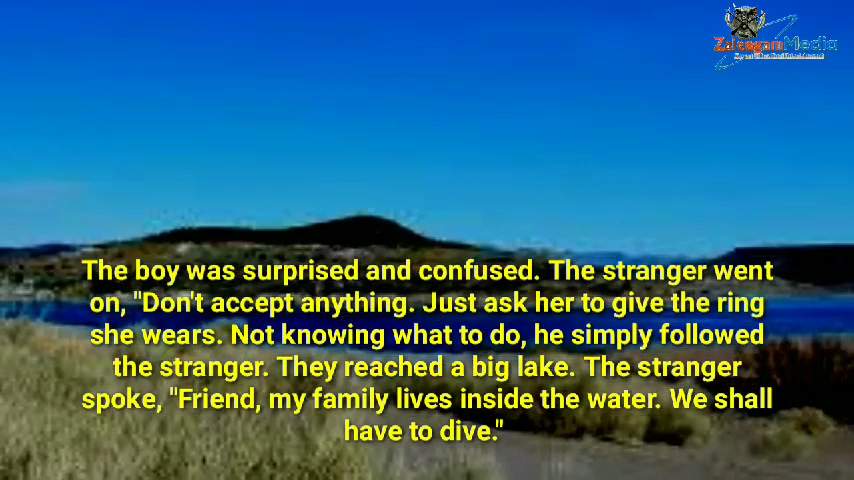 Zalengam Media
The boy was surprised and confused. The stranger went
on, "Don't accept anything. Just ask her to give the ring
she wears. Not knowing what to do, he simply followed
the stranger. They reached a big lake. The stranger
spoke, "Friend, my family lives inside the water. We shall
have to dive."